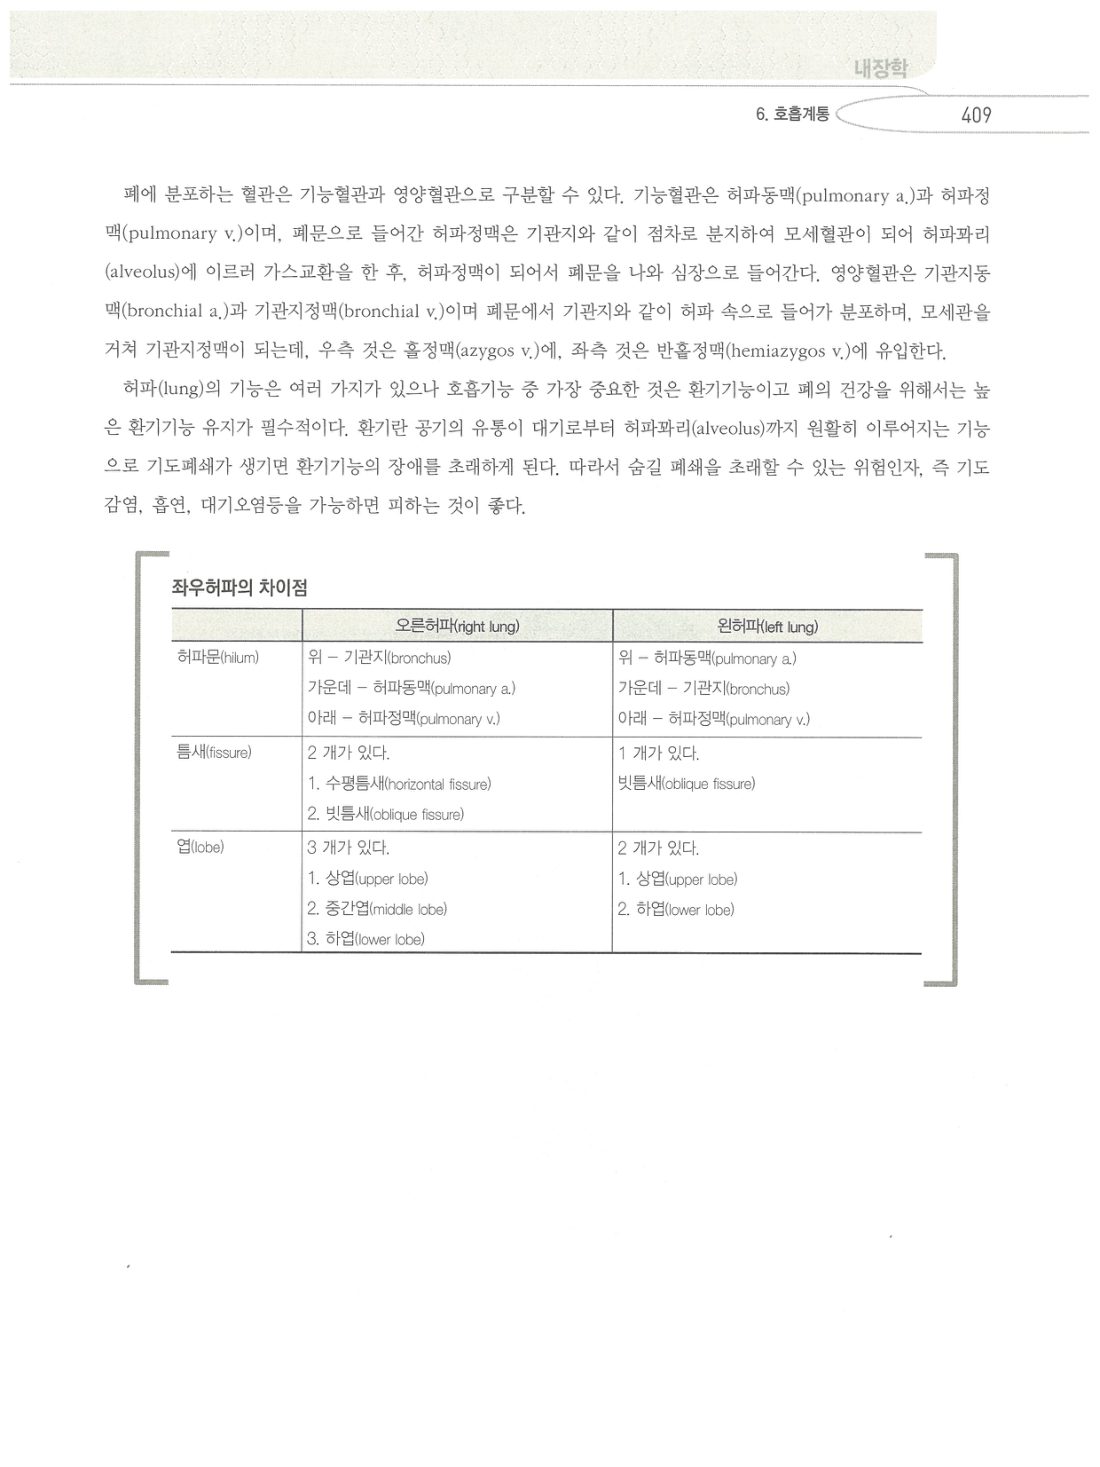 내장학
6. 호흡계통
409
폐에 분포하는 혈관은 기능혈관과 영양혈관으로 구분할 수 있다. 기능혈관은 허파동맥(pulmonary a.)과 허파정
맥(pulmonary v.)이며, 폐문으로 들어간 허파정맥은 기관지와 같이 점차로 분지하여 모세혈관이 되어 허파꽈리
(alveolus)에 이르러 가스교환을 한 후, 허파정맥이 되어서 폐문을 나와 심장으로 들어간다. 영양혈관은 기관지동
맥(bronchial a.)과 기관지정맥(bronchial v.)이며 폐문에서 기관지와 같이 허파 속으로 들어가 분포하며, 모세관을
거쳐 기관지정맥이 되는데, 우측 것은 홀정맥(azygos v.)에, 좌측 것은 반홀정맥(hemiazygos v.)에 유입한다.
허파(lung)의 기능은 여러 가지가 있으나 호흡기능 중 가장 중요한 것은 환기기능이고 폐의 건강을 위해서는 높
은 환기기능 유지가 필수적이다. 환기란 공기의 유통이 대기로부터 허파꽈리(alveolus)까지 원활히 이루어지는 기능
으로 기도폐쇄가 생기면 환기기능의 장애를 초래하게 된다. 따라서 숨길 폐쇄를 초래할 수 있는 위험인자, 즉 기도
감염, 흡연, 대기오염등을 가능하면 피하는 것이 좋다.
좌우허파의 차이점
오른허파(right lung) 왼허파(left lung)
허파문(hilum) 위 - 기관지(bronchus) 위 - 허파동맥(pulmonary a.)
가운데 - 허파동맥(pulmonary a.) 가운데 - 기관지(bronchus)
아래 - 허파정맥(pulmonary v.) 아래 - 허파정맥(pulmonary v.)
틈새(fissure) 2 개가 있다. 1 개가 있다.
1. 수평틈새(horizontal fissure) 빗틈새(oblique fissure)
2. 빗틈새(oblique fissure)
엽(lobe) 3 개가 있다. 2 개가 있다.
1. 상엽(upper lobe) 1. 상엽(upper lobe)
2. 중간엽(middle lobe) 2. 하엽(lower lobe)
3. 하엽(lower lobe)